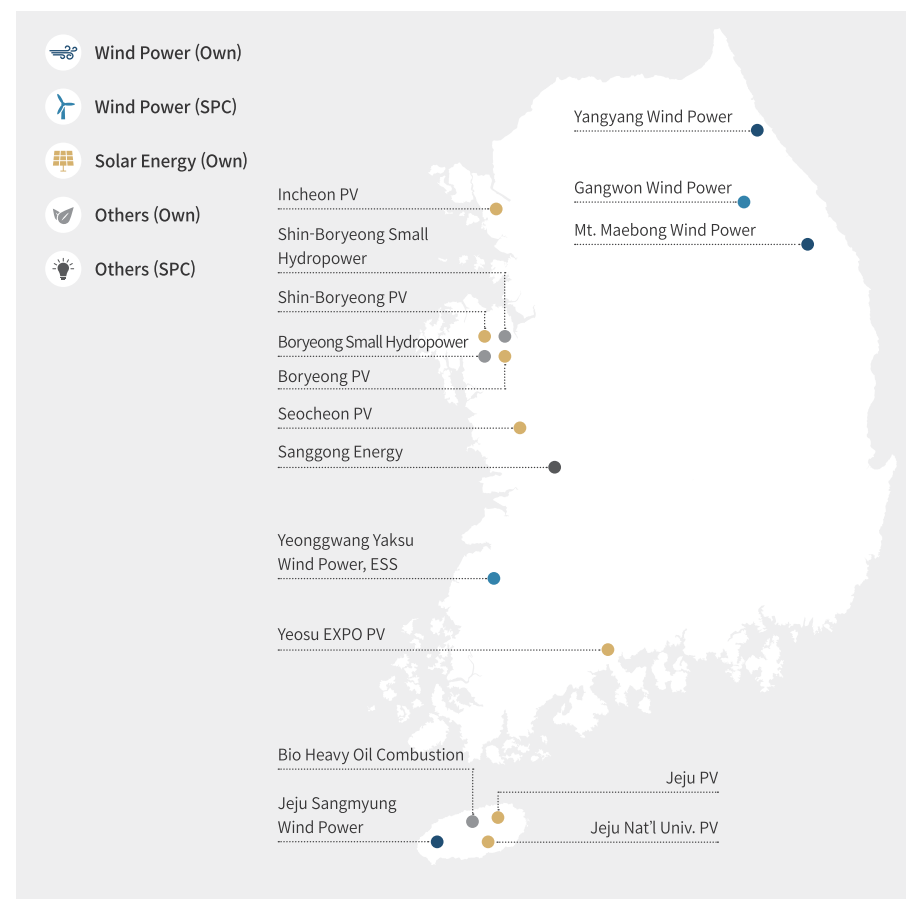 Wind Power (Own)
Wind Power (SPC)
Solar Energy (Own)
Others (Own)
Others (SPC)
Yangyang Wind Power
Gangwon Wind Power
Mt. Maebong Wind Power
Incheon PV
Shin-Boryeong Small
Hydropower
Shin-Boryeong PV
Boryeong Small Hydropower
Boryeong PV
Seocheon PV
Sanggong Energy
Yeonggwang Yaksu
Wind Power, ESS
Yeosu EXPO PV
Bio Heavy Oil Combustion
Jeju PV
Jeju Sangmyung
Wind Power
Jeju Nat’l Univ. PV